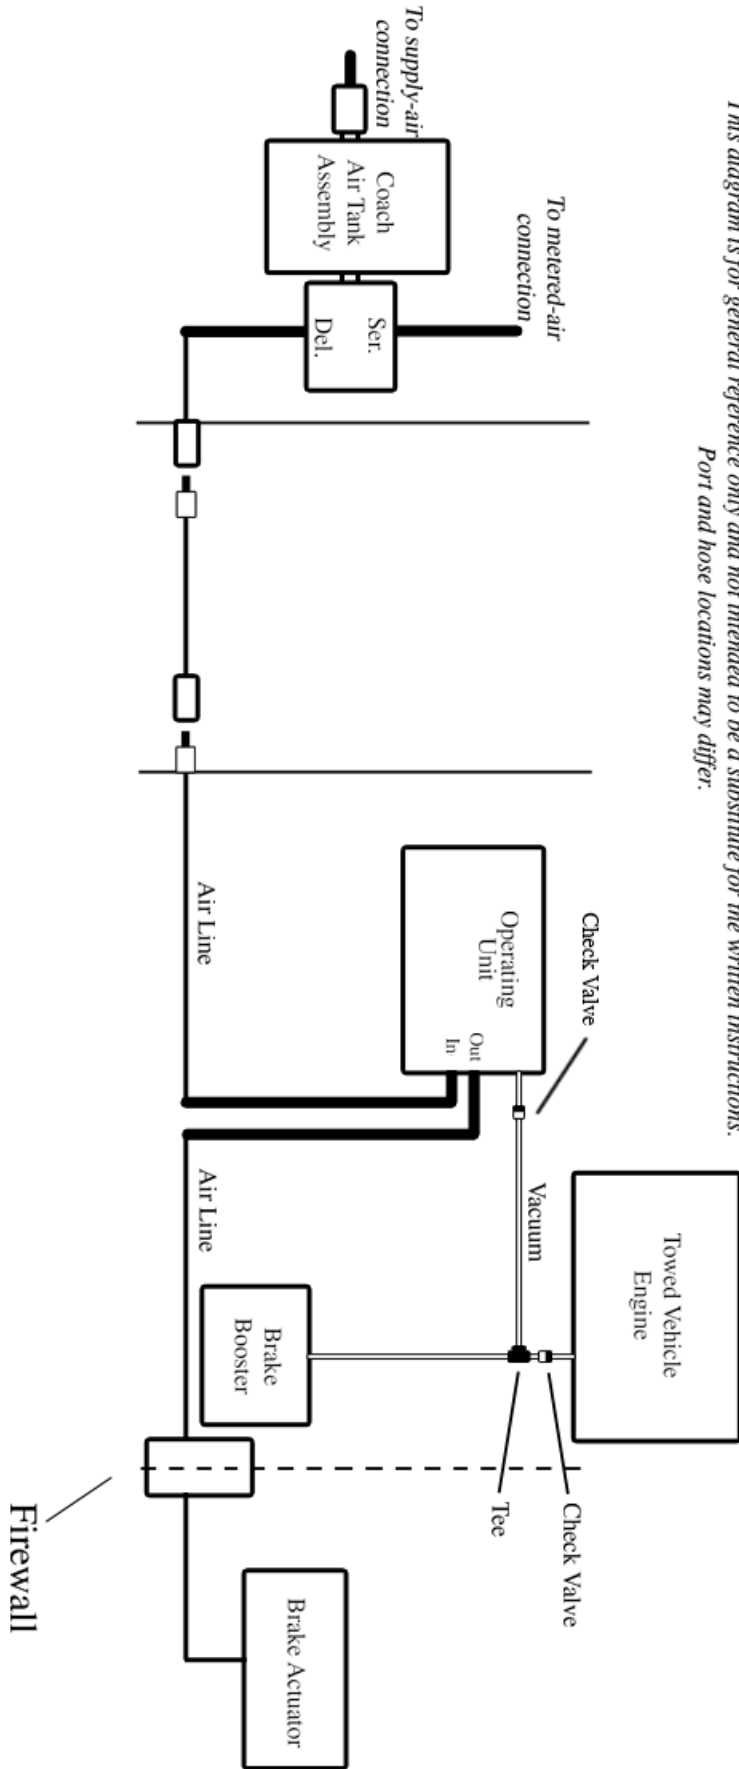 This diagram is for general reference only and not intended to be a substitute for the written instructions.
Port and hose locations may differ.
To supply-air
connection
Coach
Air Tank
Assembly
To metered-air
connection
Ser.
Del.
Air Line
Operating
Unit
Out
In
Check Valve
Vacuum
Towed Vehicle
Engine
Air Line
Brake
Booster
Tee
Check Valve
Firewall
Brake Actuator